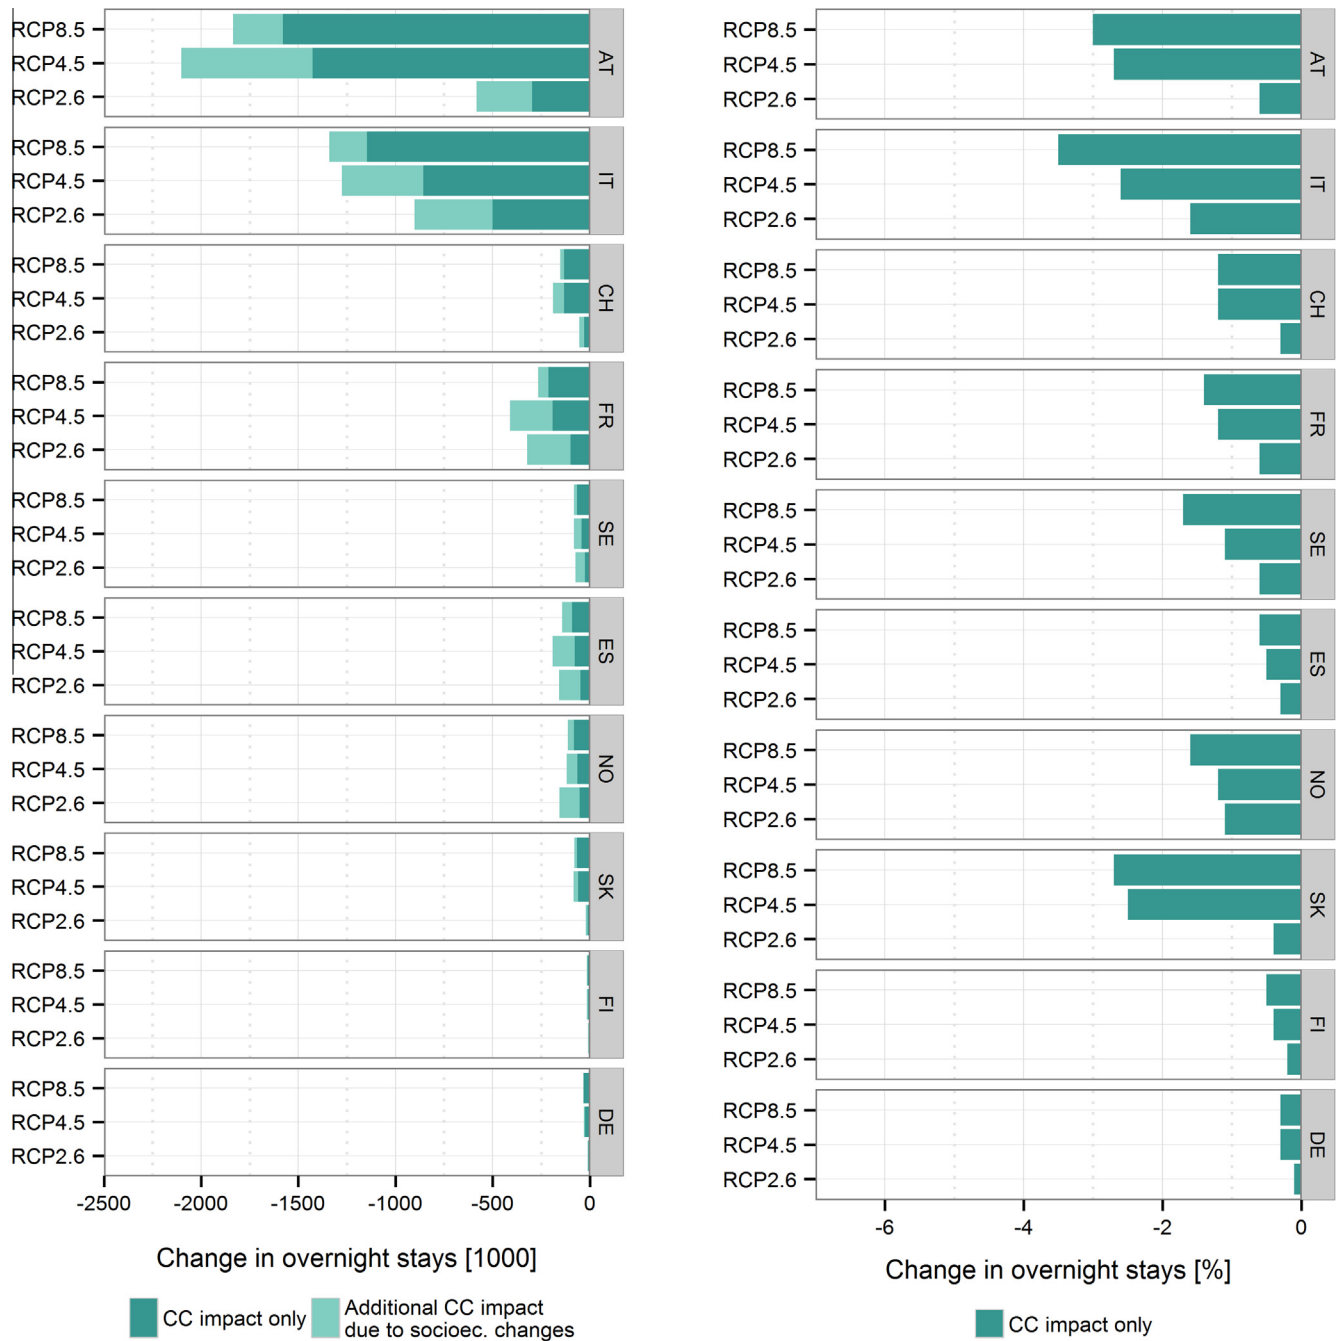 RCP8.5
RCP4.5
RCP2.6
AT
RCP8.5
RCP4.5
RCP2.6
IT
RCP8.5
RCP4.5
RCP2.6
CH
RCP8.5
RCP4.5
RCP2.6
FR
RCP8.5
RCP4.5
RCP2.6
SE
RCP8.5
RCP4.5
RCP2.6
ES
RCP8.5
RCP4.5
RCP2.6
NO
RCP8.5
RCP4.5
RCP2.6
SK
RCP8.5
RCP4.5
RCP2.6
FI
RCP8.5
RCP4.5
RCP2.6
DE
-2500 -2000 -1500 -1000 -500 0
Change in overnight stays [1000]
CC impact only
Additional CC impact
due to socioec. changes
RCP8.5
RCP4.5
RCP2.6
AT
RCP8.5
RCP4.5
RCP2.6
IT
RCP8.5
RCP4.5
RCP2.6
CH
RCP8.5
RCP4.5
RCP2.6
FR
RCP8.5
RCP4.5
RCP2.6
SE
RCP8.5
RCP4.5
RCP2.6
ES
RCP8.5
RCP4.5
RCP2.6
NO
RCP8.5
RCP4.5
RCP2.6
SK
RCP8.5
RCP4.5
RCP2.6
FI
RCP8.5
RCP4.5
RCP2.6
DE
-6 -4 -2 0
Change in overnight stays [%]
CC impact only